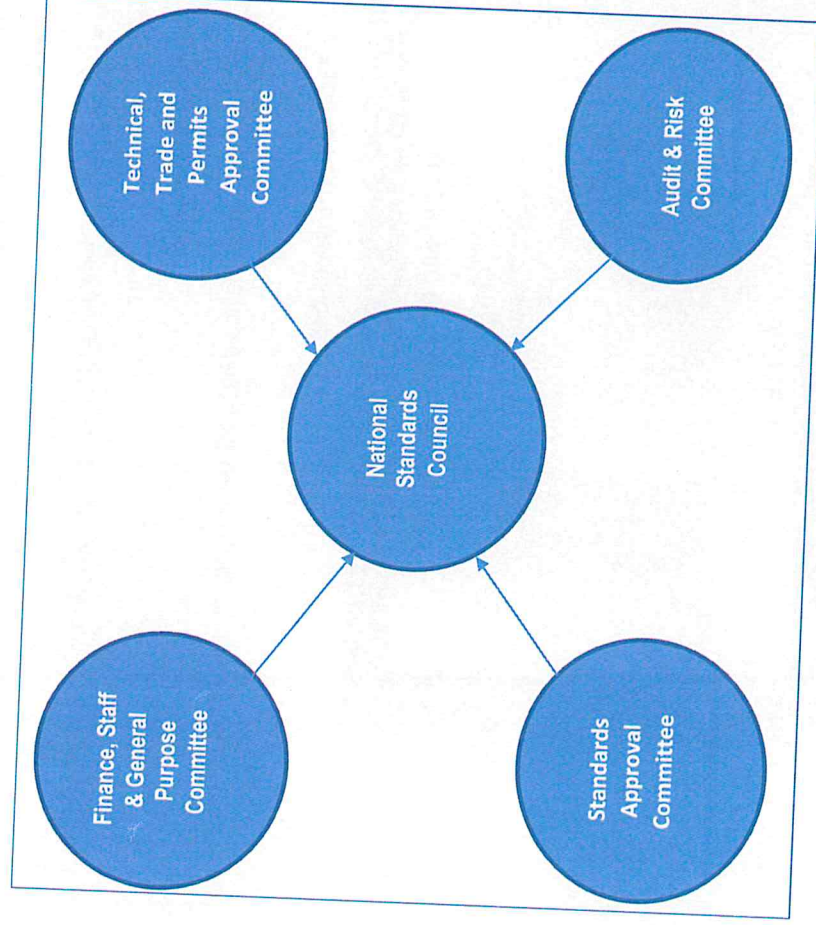 Finance, Staff
& General
Purpose
Committee
Technical,
Trade and
Permits
Approval
Committee
National
Standards
Council
Standards
Approval
Committee
Audit & Risk
Committee